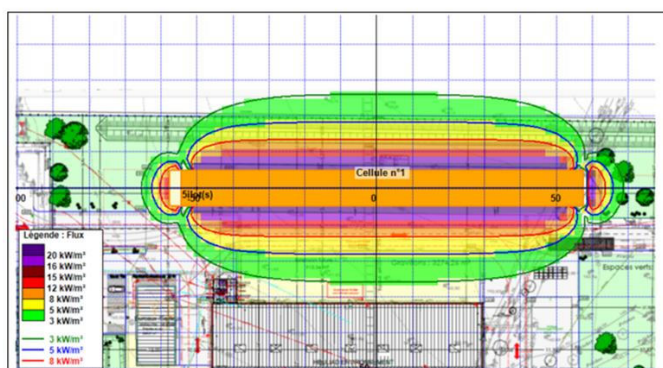 Cellule n°1
5ilot(s)
00
50
0
50
Légende : Flux
20 kW/m²
16 kW/m²
15 kW/m²
12 kW/m²
8 kW/m²
5 kW/m²
3 kW/m²
3 kW/m²
5 kW/m²
8 kW/m²
Espaces verts